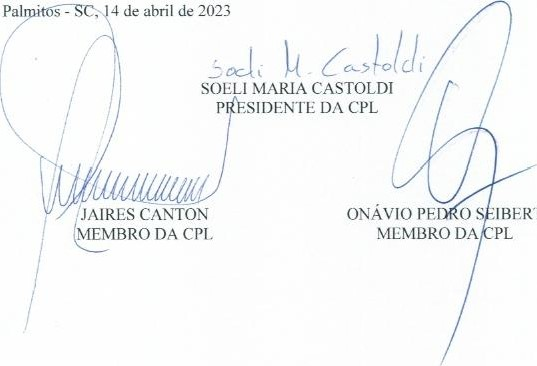 Palmitos - SC, 14 de abril de 2023
Soeli M. Castoldi
SOELI MARIA CASTOLDI
PRESIDENTE DA CPL
JAIRES CANTON ONÁVIO PEDRO SEIBERT
MEMBRO DA CPL MEMBRO DA CPL